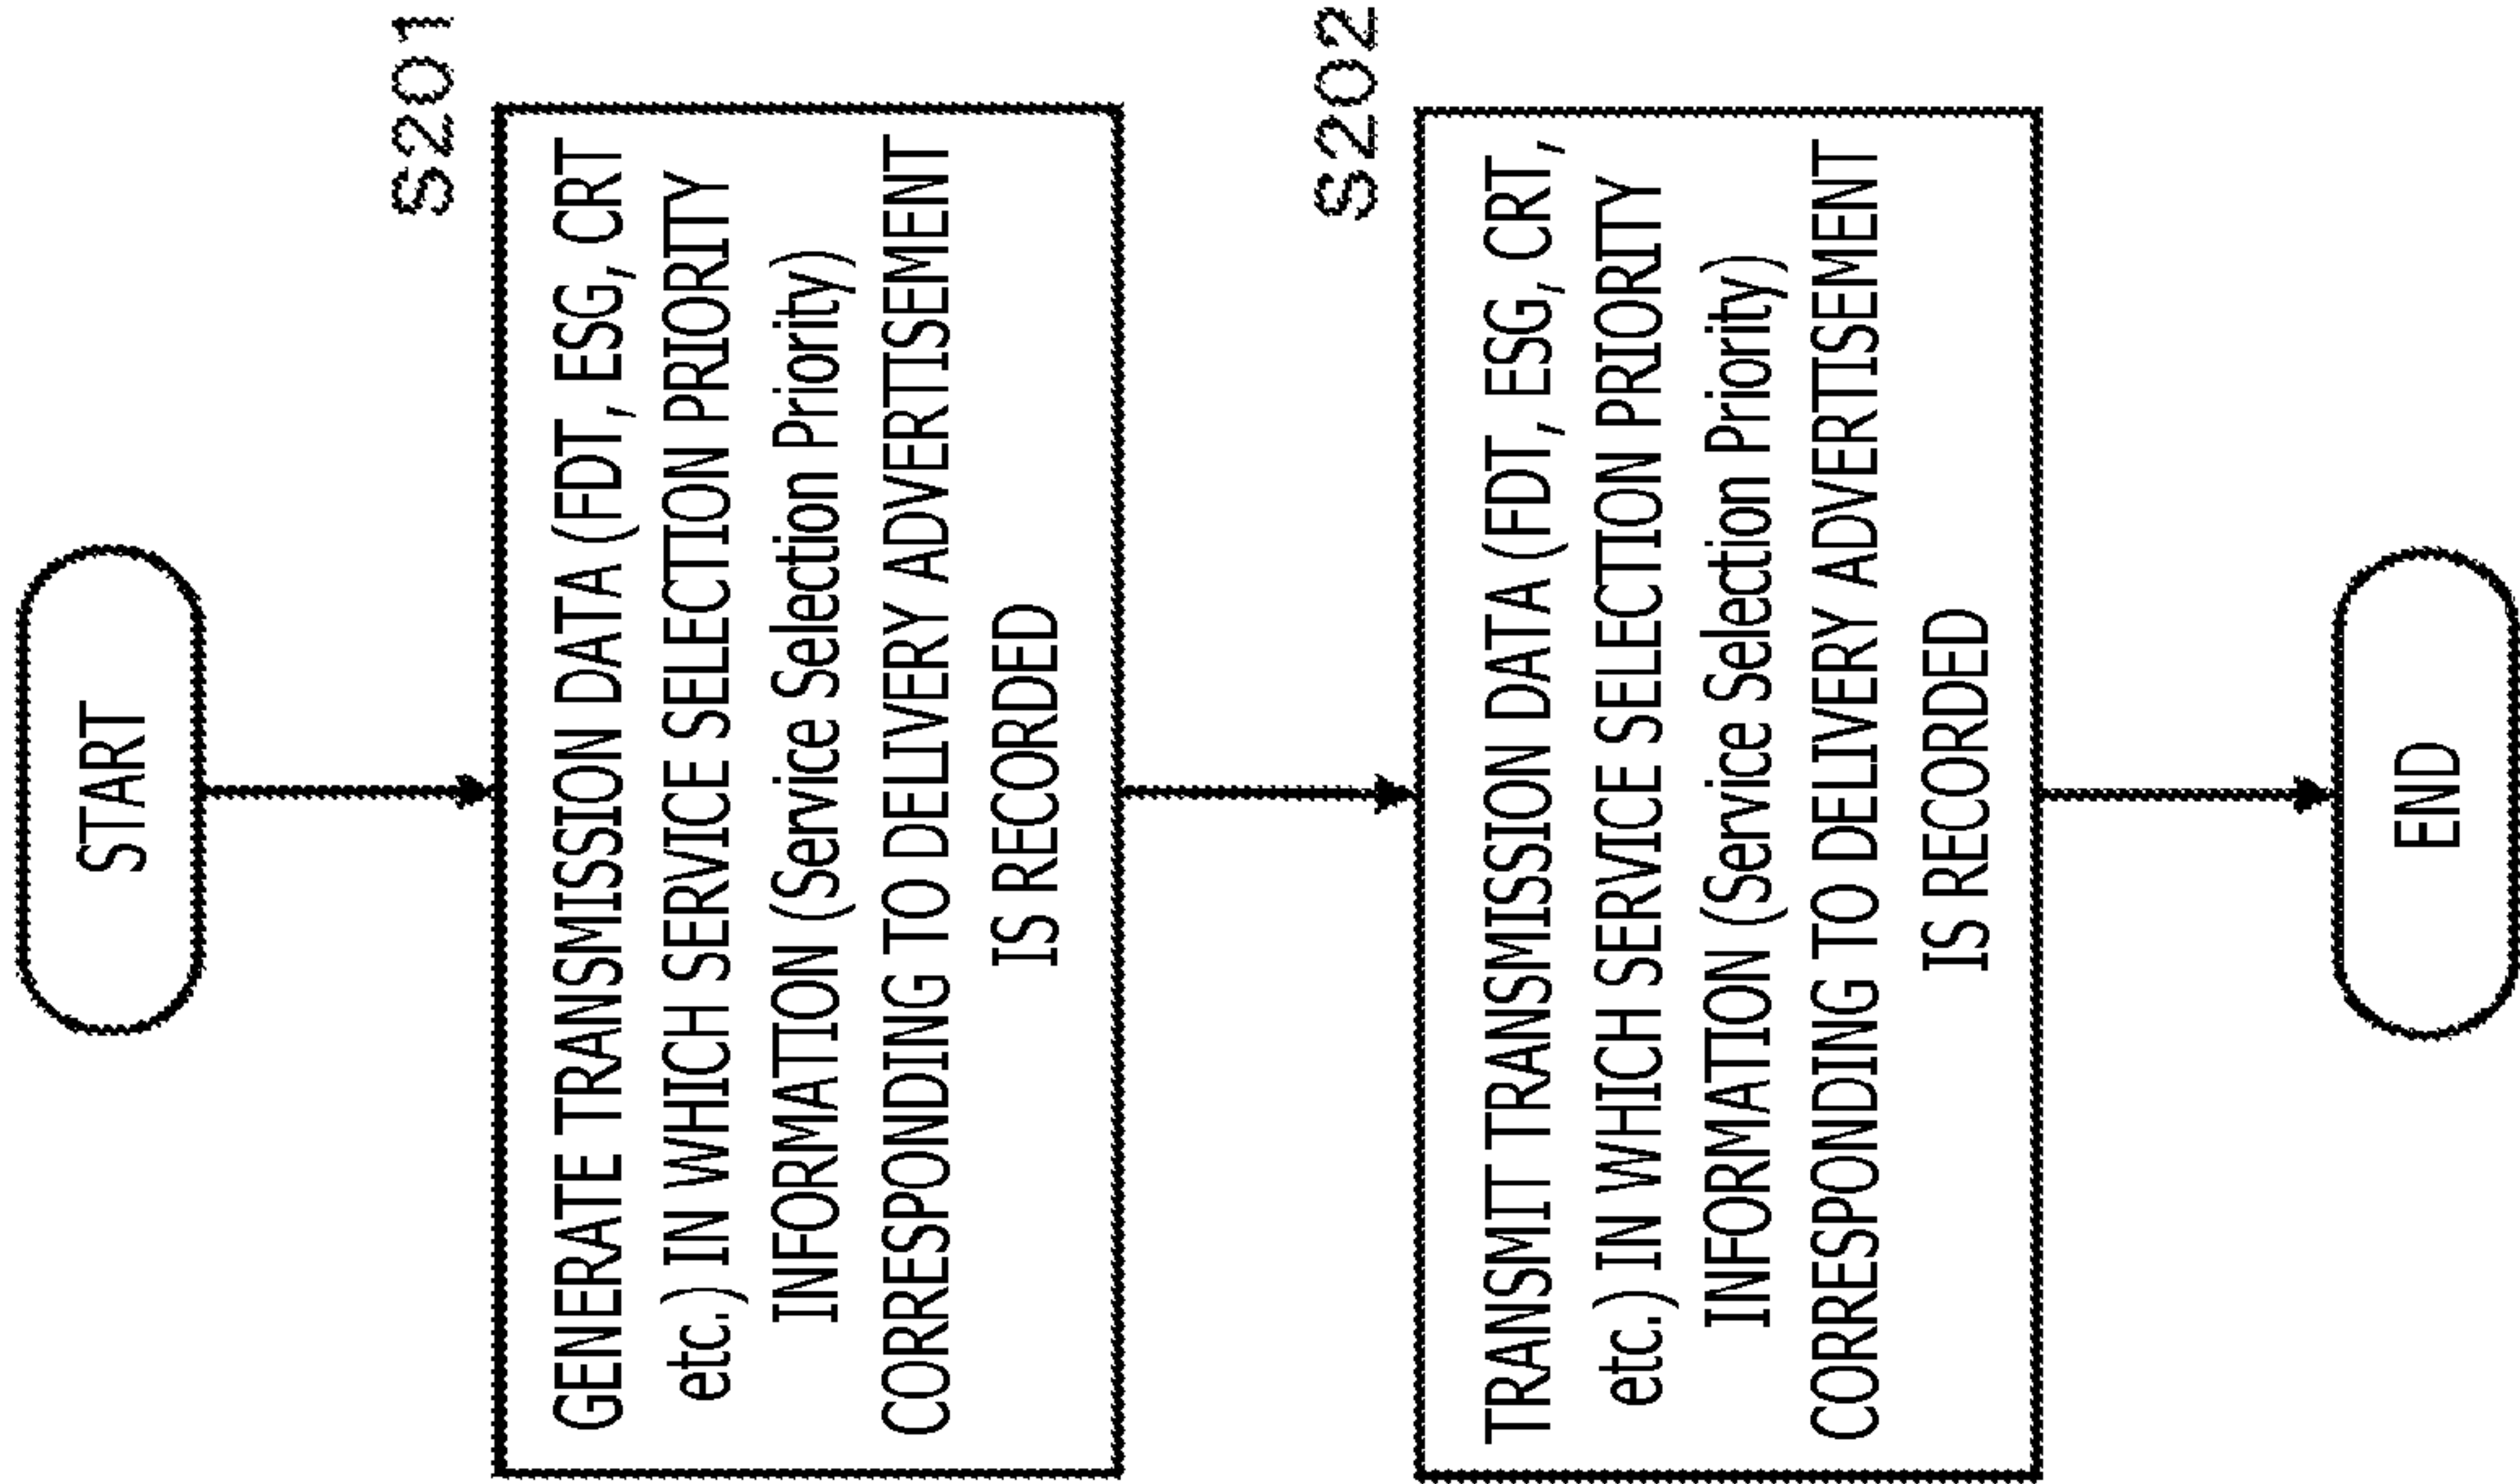 START
S201
GENERATE TRANSMISSION DATA (FDT, ESG, CRT
etc.) IN WHICH SERVICE SELECTION PRIORITY
INFORMATION (Service Selection Priority)
CORRESPONDING TO DELIVERY ADVERTISEMENT
IS RECORDED
S202
TRANSMIT TRANSMISSION DATA (FDT, ESG, CRT,
etc.) IN WHICH SERVICE SELECTION PRIORITY
INFORMATION (Service Selection Priority)
CORRESPONDING TO DELIVERY ADVERTISEMENT
IS RECORDED
END